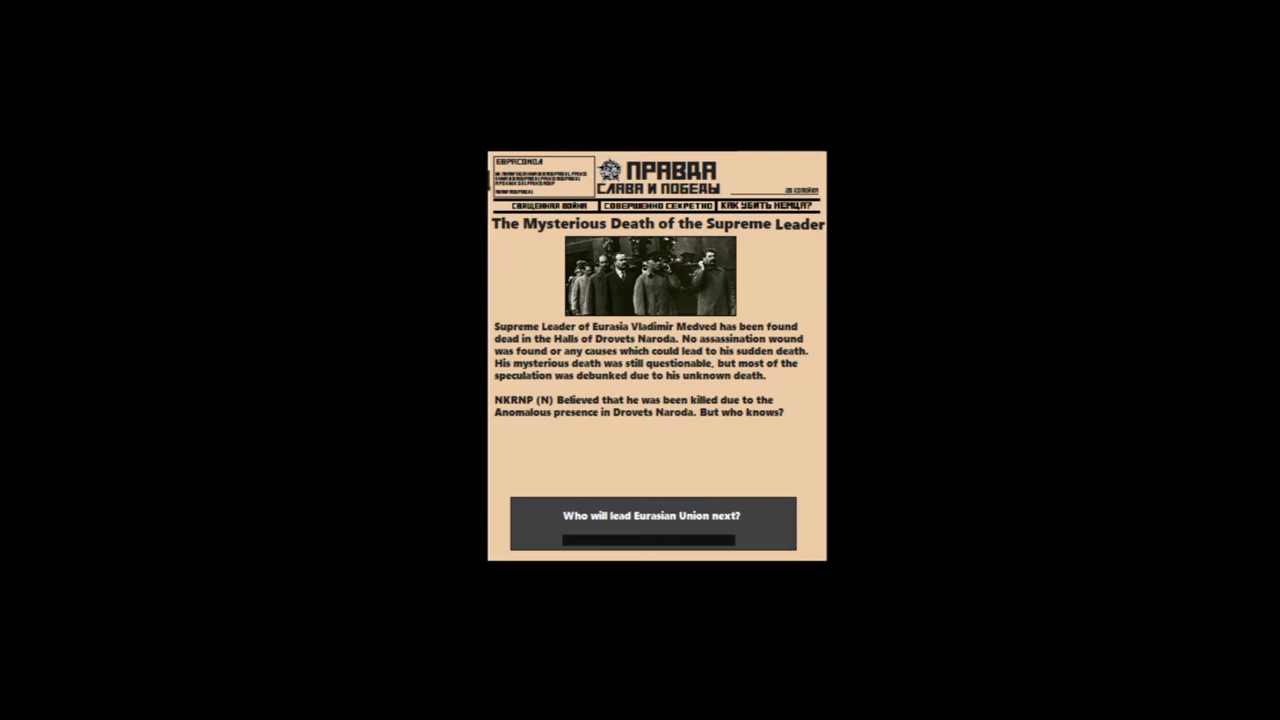 ЕВРАСОМОЛ
ПРАВДА
СЛАВА И ПОБЕДЫ
20 КОПЕЙКА
СВЯЩЕННАЯ ВОЙНА
СОВЕРШЕННО СЕКРЕТНО
КАК УБИТЬ НЕМЦА?
The Mysterious Death of the Supreme Leader
Supreme Leader of Eurasia Vladimir Medved has been found
dead in the Halls of Drovets Naroda. No assassination wound
was found or any causes which could lead to his sudden death.
His mysterious death was still questionable, but most of the
speculation was debunked due to his unknown death.
NKRNP (N) Believed that he was been killed due to the
Anomalous presence in Drovets Naroda. But who knows?
Who will lead Eurasian Union next?